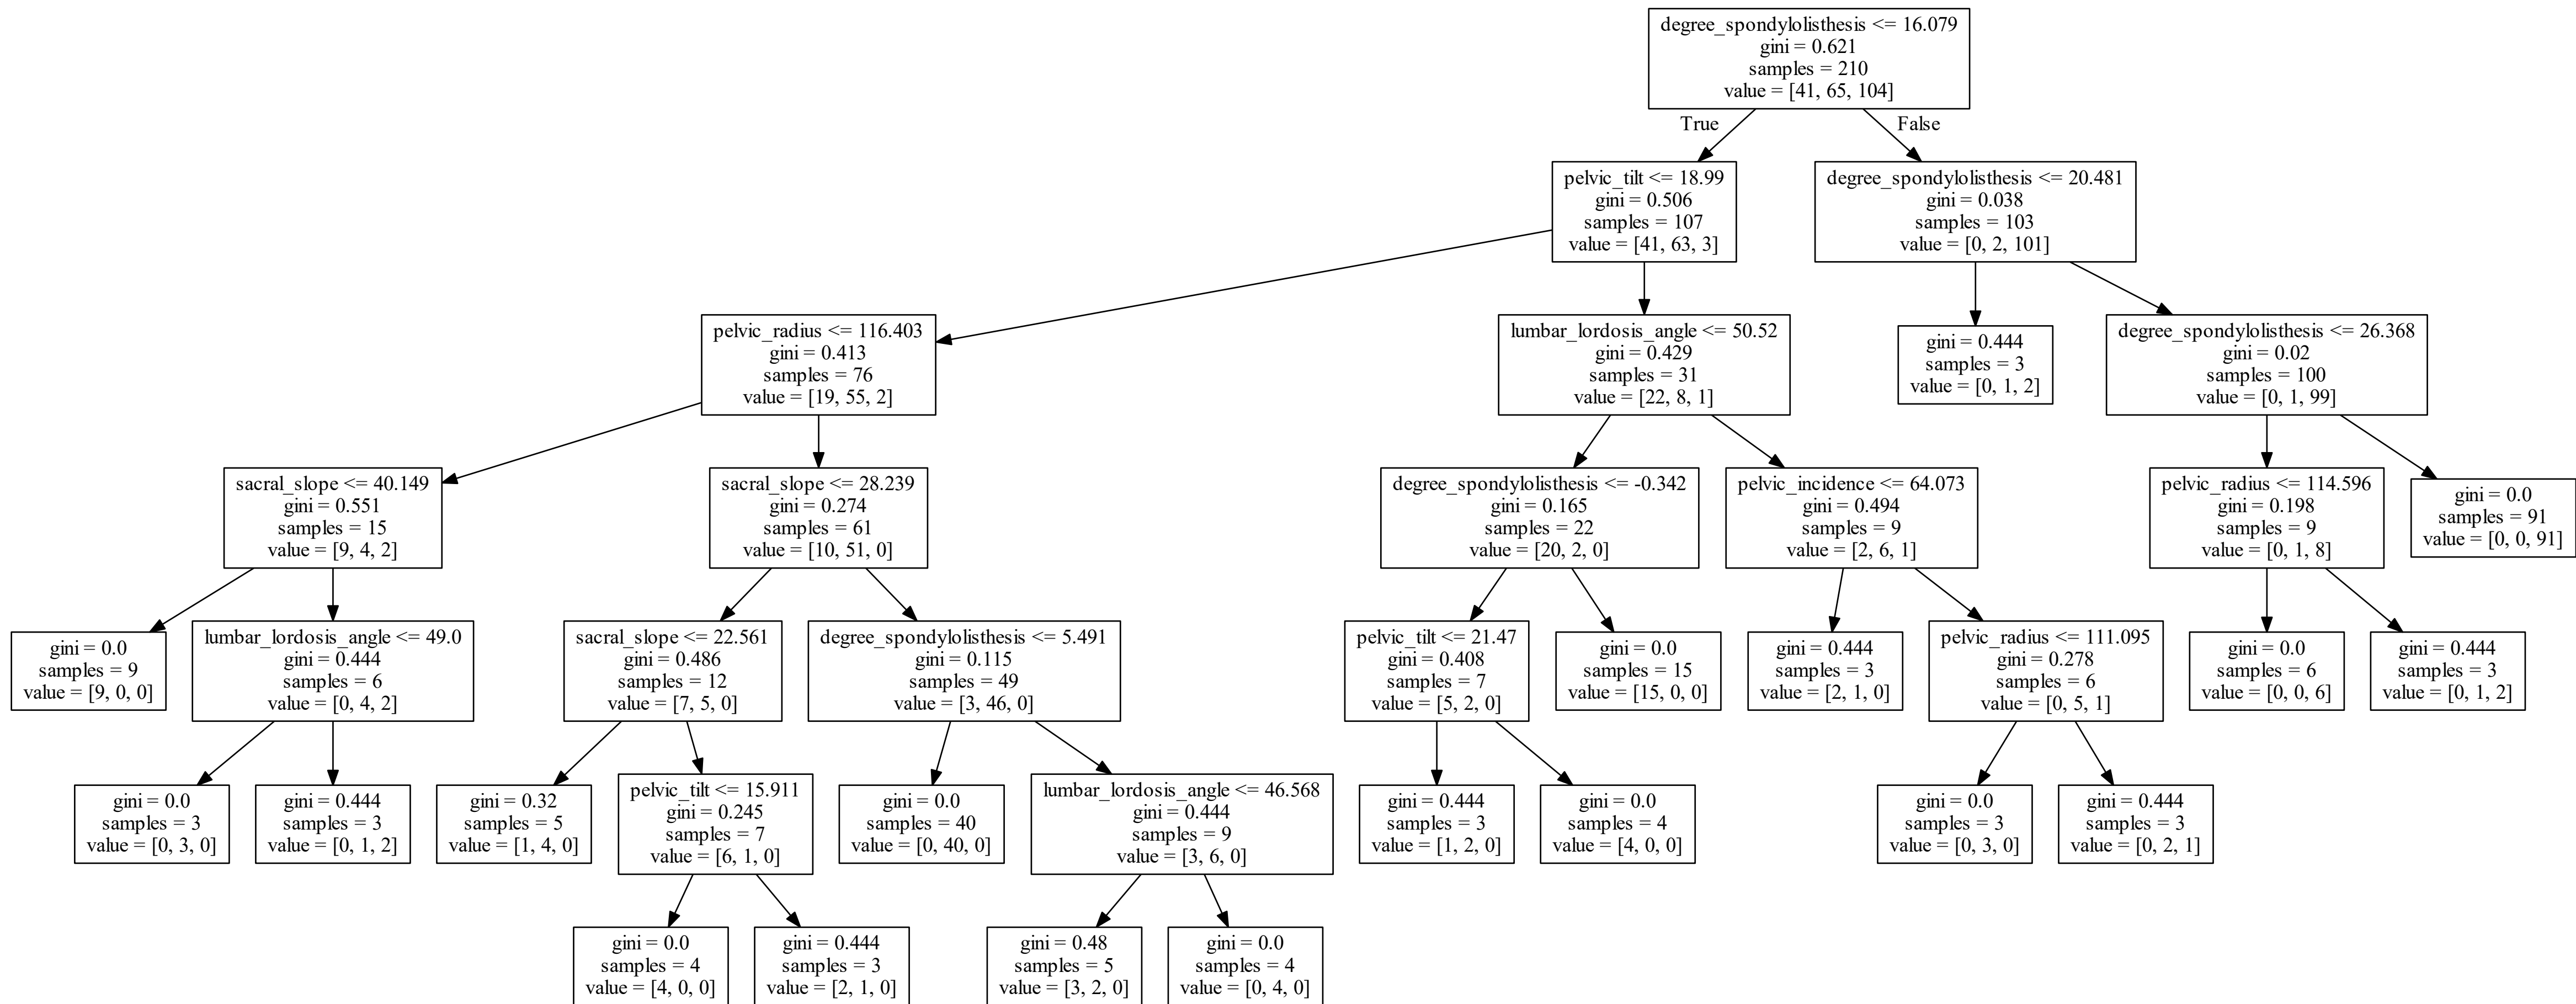 degree_spondylolisthesis <= 16.079
gini = 0.621
samples = 210
value = [41, 65, 104]
True
False
pelvic_tilt <= 18.99
gini = 0.506
samples = 107
value = [41, 63, 3]
degree_spondylolisthesis <= 20.481
gini = 0.038
samples = 103
value = [0, 2, 101]
pelvic_radius <= 116.403
gini = 0.413
samples = 76
value = [19, 55, 2]
lumbar_lordosis_angle <= 50.52
gini = 0.429
samples = 31
value = [22, 8, 1]
gini = 0.444
samples = 3
value = [0, 1, 2]
degree_spondylolisthesis <= 26.368
gini = 0.02
samples = 100
value = [0, 1, 99]
sacral_slope <= 40.149
gini = 0.551
samples = 15
value = [9, 4, 2]
sacral_slope <= 28.239
gini = 0.274
samples = 61
value = [10, 51, 0]
degree_spondylolisthesis <= -0.342
gini = 0.165
samples = 22
value = [20, 2, 0]
pelvic_incidence <= 64.073
gini = 0.494
samples = 9
value = [2, 6, 1]
pelvic_radius <= 114.596
gini = 0.198
samples = 9
value = [0, 1, 8]
gini = 0.0
samples = 91
value = [0, 0, 91]
gini = 0.0
samples = 9
value = [9, 0, 0]
lumbar_lordosis_angle <= 49.0
gini = 0.444
samples = 6
value = [0, 4, 2]
sacral_slope <= 22.561
gini = 0.486
samples = 12
value = [7, 5, 0]
degree_spondylolisthesis <= 5.491
gini = 0.115
samples = 49
value = [3, 46, 0]
pelvic_tilt <= 21.47
gini = 0.408
samples = 7
value = [5, 2, 0]
gini = 0.0
samples = 15
value = [15, 0, 0]
gini = 0.444
samples = 3
value = [2, 1, 0]
pelvic_radius <= 111.095
gini = 0.278
samples = 6
value = [0, 5, 1]
gini = 0.0
samples = 6
value = [0, 0, 6]
gini = 0.444
samples = 3
value = [0, 1, 2]
gini = 0.0
samples = 3
value = [0, 3, 0]
gini = 0.444
samples = 3
value = [0, 1, 2]
gini = 0.32
samples = 5
value = [1, 4, 0]
pelvic_tilt <= 15.911
gini = 0.245
samples = 7
value = [6, 1, 0]
gini = 0.0
samples = 40
value = [0, 40, 0]
lumbar_lordosis_angle <= 46.568
gini = 0.444
samples = 9
value = [3, 6, 0]
gini = 0.444
samples = 3
value = [1, 2, 0]
gini = 0.0
samples = 4
value = [4, 0, 0]
gini = 0.0
samples = 3
value = [0, 3, 0]
gini = 0.444
samples = 3
value = [0, 2, 1]
gini = 0.0
samples = 4
value = [4, 0, 0]
gini = 0.444
samples = 3
value = [2, 1, 0]
gini = 0.48
samples = 5
value = [3, 2, 0]
gini = 0.0
samples = 4
value = [0, 4, 0]